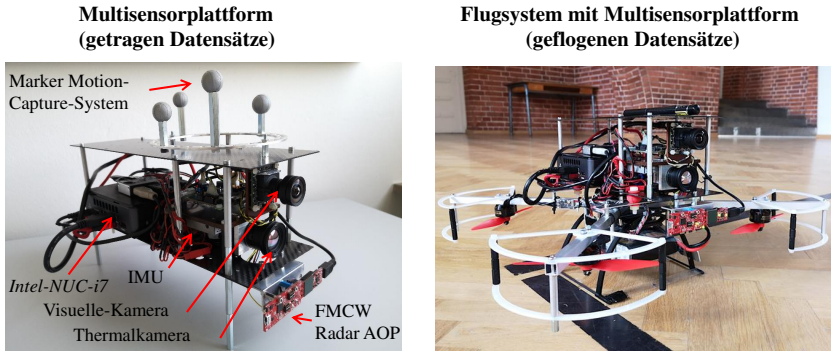 Multisensorplattform
(getragen Datensätze)
Flugsystem mit Multisensorplattform
(geflogenen Datensätze)
Marker Motion-
Capture-System
Intel-NUC-i7
IMU
Visuelle-Kamera
Thermalkamera
FMCW
Radar AOP